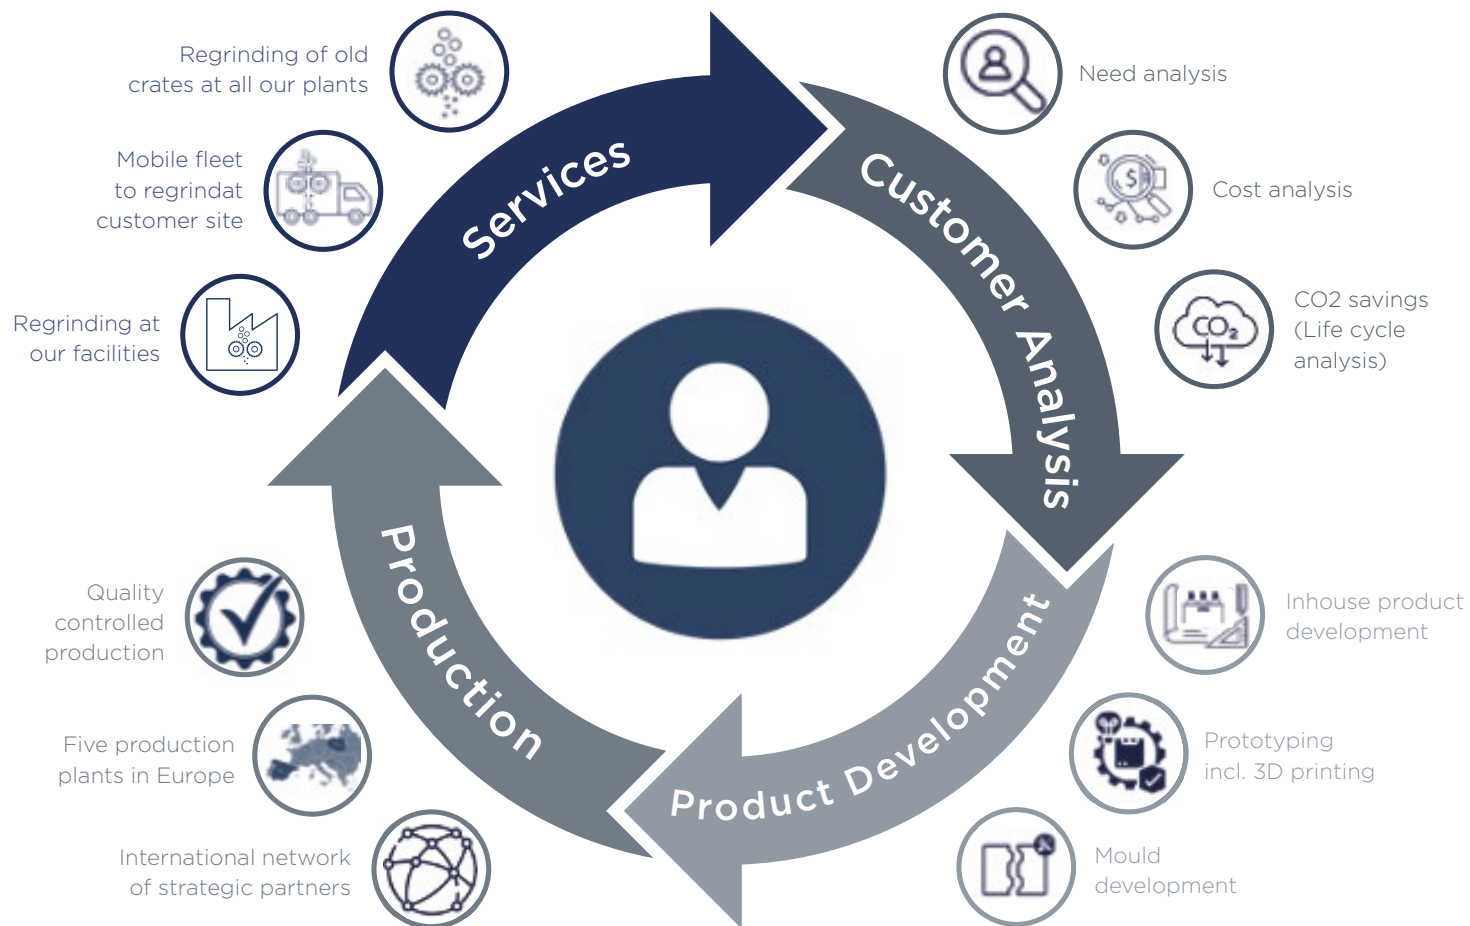 Services
Regrinding of old
crates at all our plants
Mobile fleet
to regrindat
customer site
Regrinding at
our facilities
Customer Analysis
Need analysis
Cost analysis
CO2 savings
(Life cycle
analysis)
$
CO2
Product Development
Inhouse product
development
Prototyping
incl. 3D printing
Mould
development
Production
Quality
controlled
production
Five production
plants in Europe
International network
of strategic partners